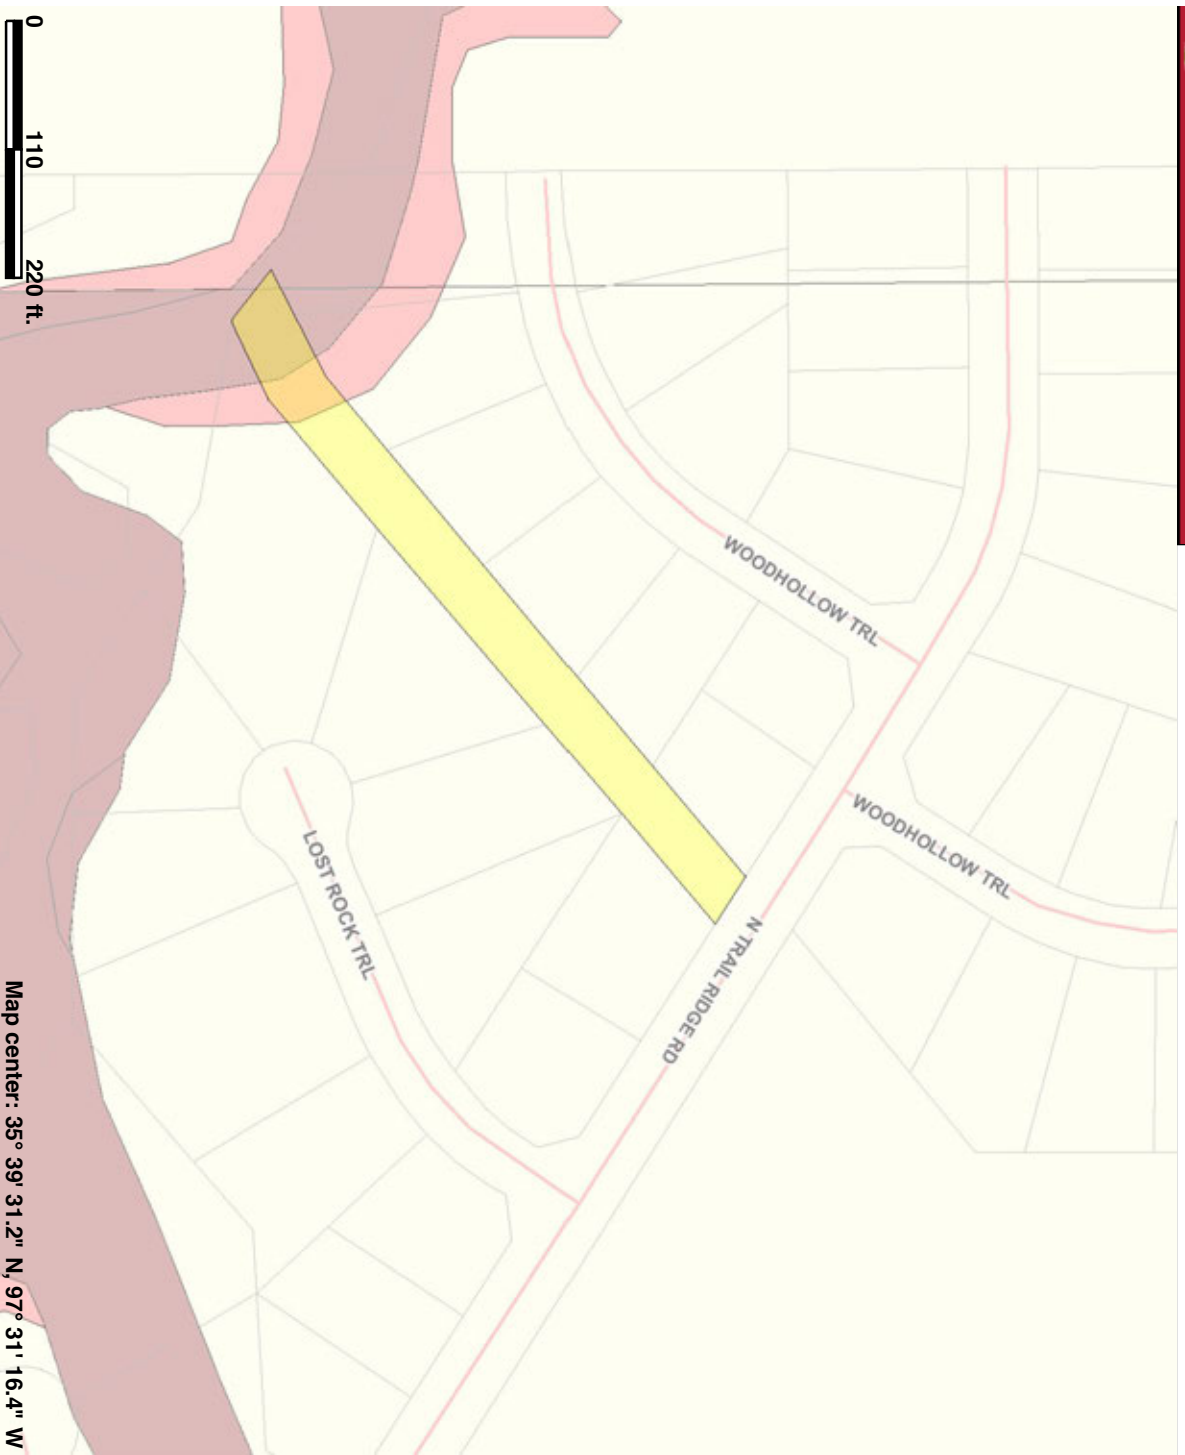 0
110
220 ft.
WOODHOLLOW TRL
WOODHOLLOW TRL
LOST ROCK TRL
N TRAIL RIDGE RD
Map center: 35° 39' 31.2" N, 97° 31' 16.4" W